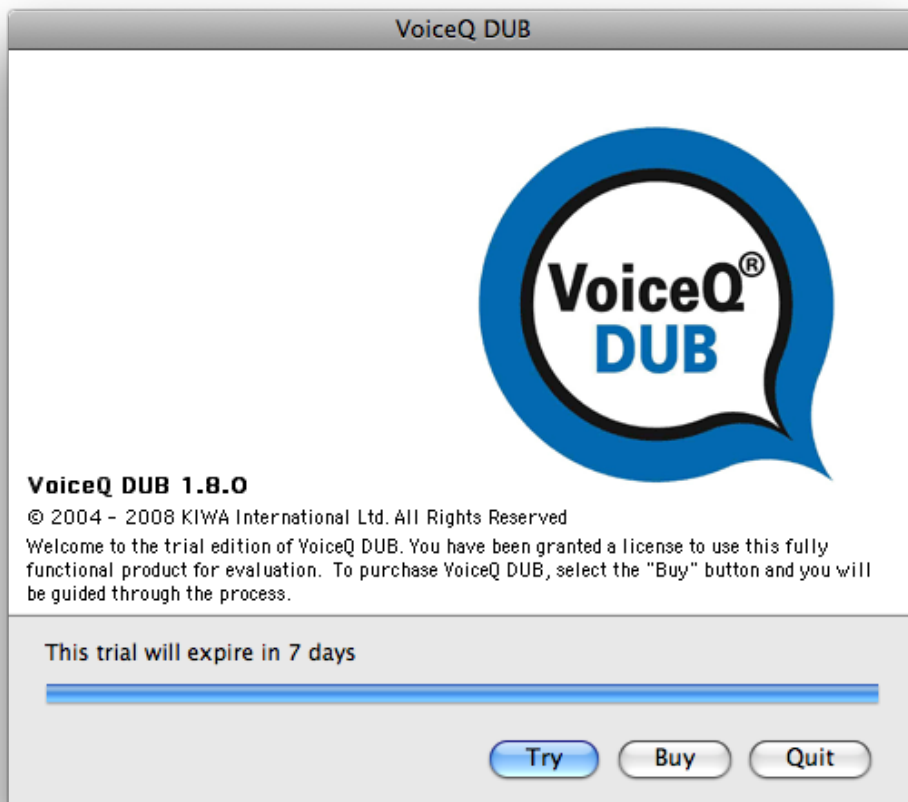 VoiceQ DUB
VoiceQ®
DUB
VoiceQ DUB 1.8.0
© 2004 - 2008 KIWA International Ltd. All Rights Reserved
Welcome to the trial edition of VoiceQ DUB. You have been granted a license to use this fully
functional product for evaluation.  To purchase VoiceQ DUB, select the "Buy" button and you will
be guided through the process.
This trial will expire in 7 days
Try Buy Quit